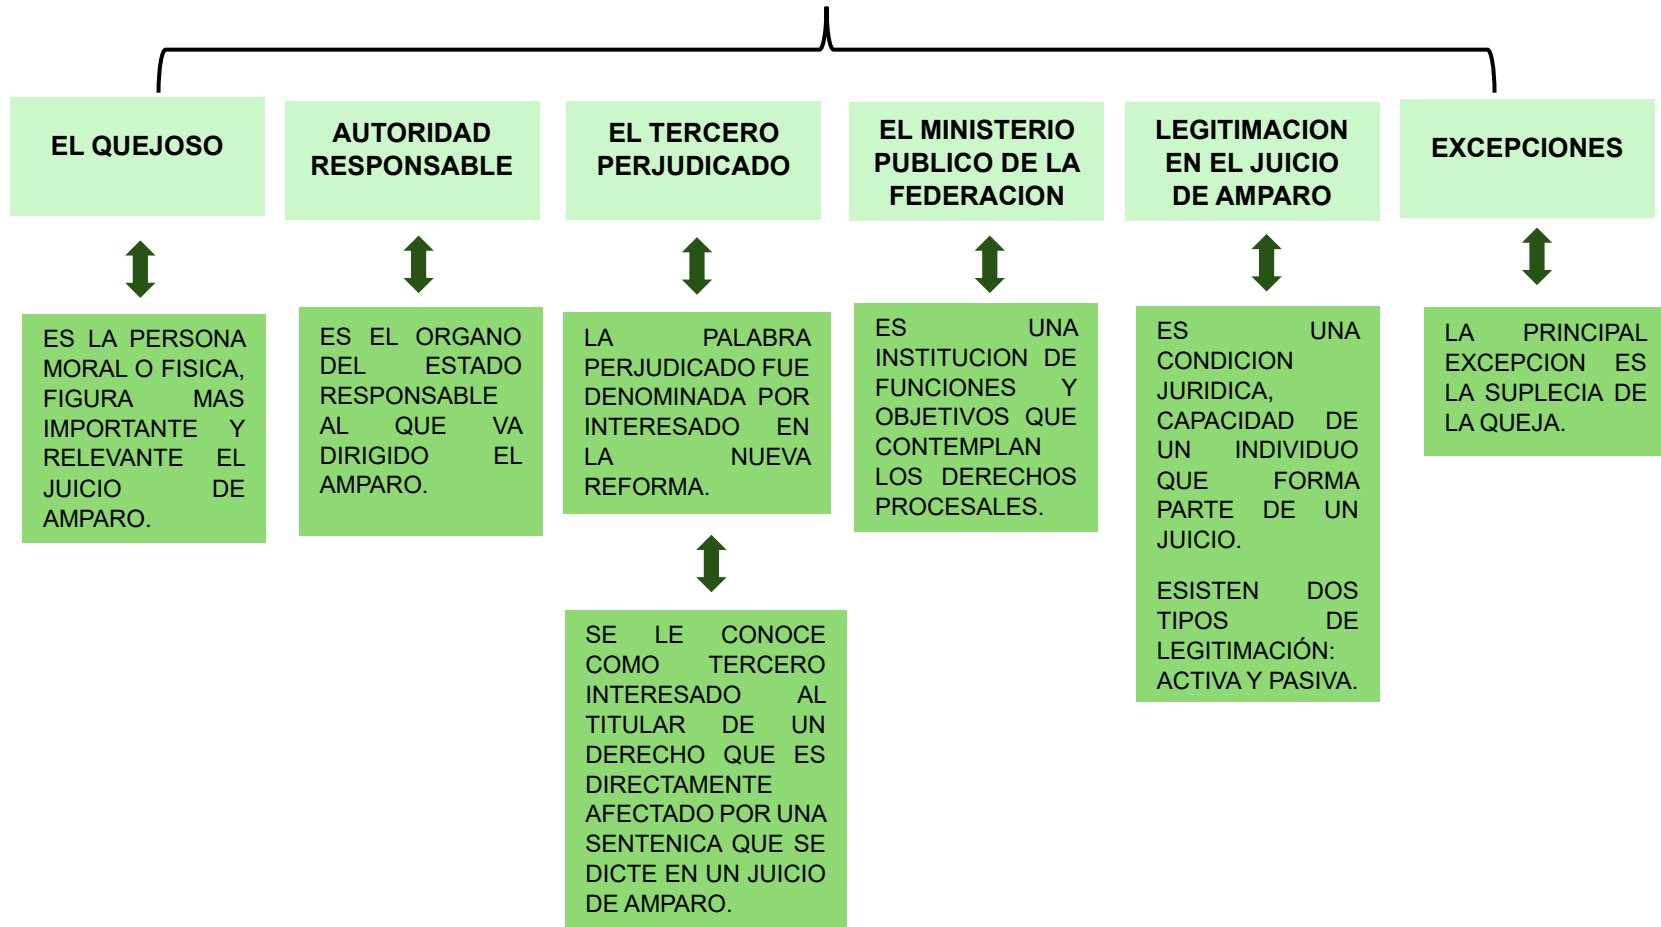 EL QUEJOSO
AUTORIDAD
RESPONSABLE
EL TERCERO
PERJUDICADO
EL MINISTERIO
PUBLICO DE LA
FEDERACION
LEGITIMACION
EN EL JUICIO
DE AMPARO
EXCEPCIONES
ES LA PERSONA
MORAL O FISICA,
FIGURA MAS
IMPORTANTE Y
RELEVANTE EL
JUICIO DE
AMPARO.
ES EL ORGANO
DEL ESTADO
RESPONSABLE
AL QUE VA
DIRIGIDO EL
AMPARO.
LA PALABRA
PERJUDICADO FUE
DENOMINADA POR
INTERESADO EN
LA NUEVA
REFORMA.
SE LE CONOCE
COMO TERCERO
INTERESADO AL
TITULAR DE UN
DERECHO QUE ES
DIRECTAMENTE
AFECTADO POR UNA
SENTENICA QUE SE
DICTE EN UN JUICIO
DE AMPARO.
ES UNA
INSTITUCION DE
FUNCIONES Y
OBJETIVOS QUE
CONTEMPLAN
LOS DERECHOS
PROCESALES.
ES UNA
CONDICION
JURIDICA,
CAPACIDAD DE
UN INDIVIDUO
QUE FORMA
PARTE DE UN
JUICIO.
ESISTEN DOS
TIPOS DE
LEGITIMACIÓN:
ACTIVA Y PASIVA.
LA PRINCIPAL
EXCEPCION ES
LA SUPLECIA DE
LA QUEJA.